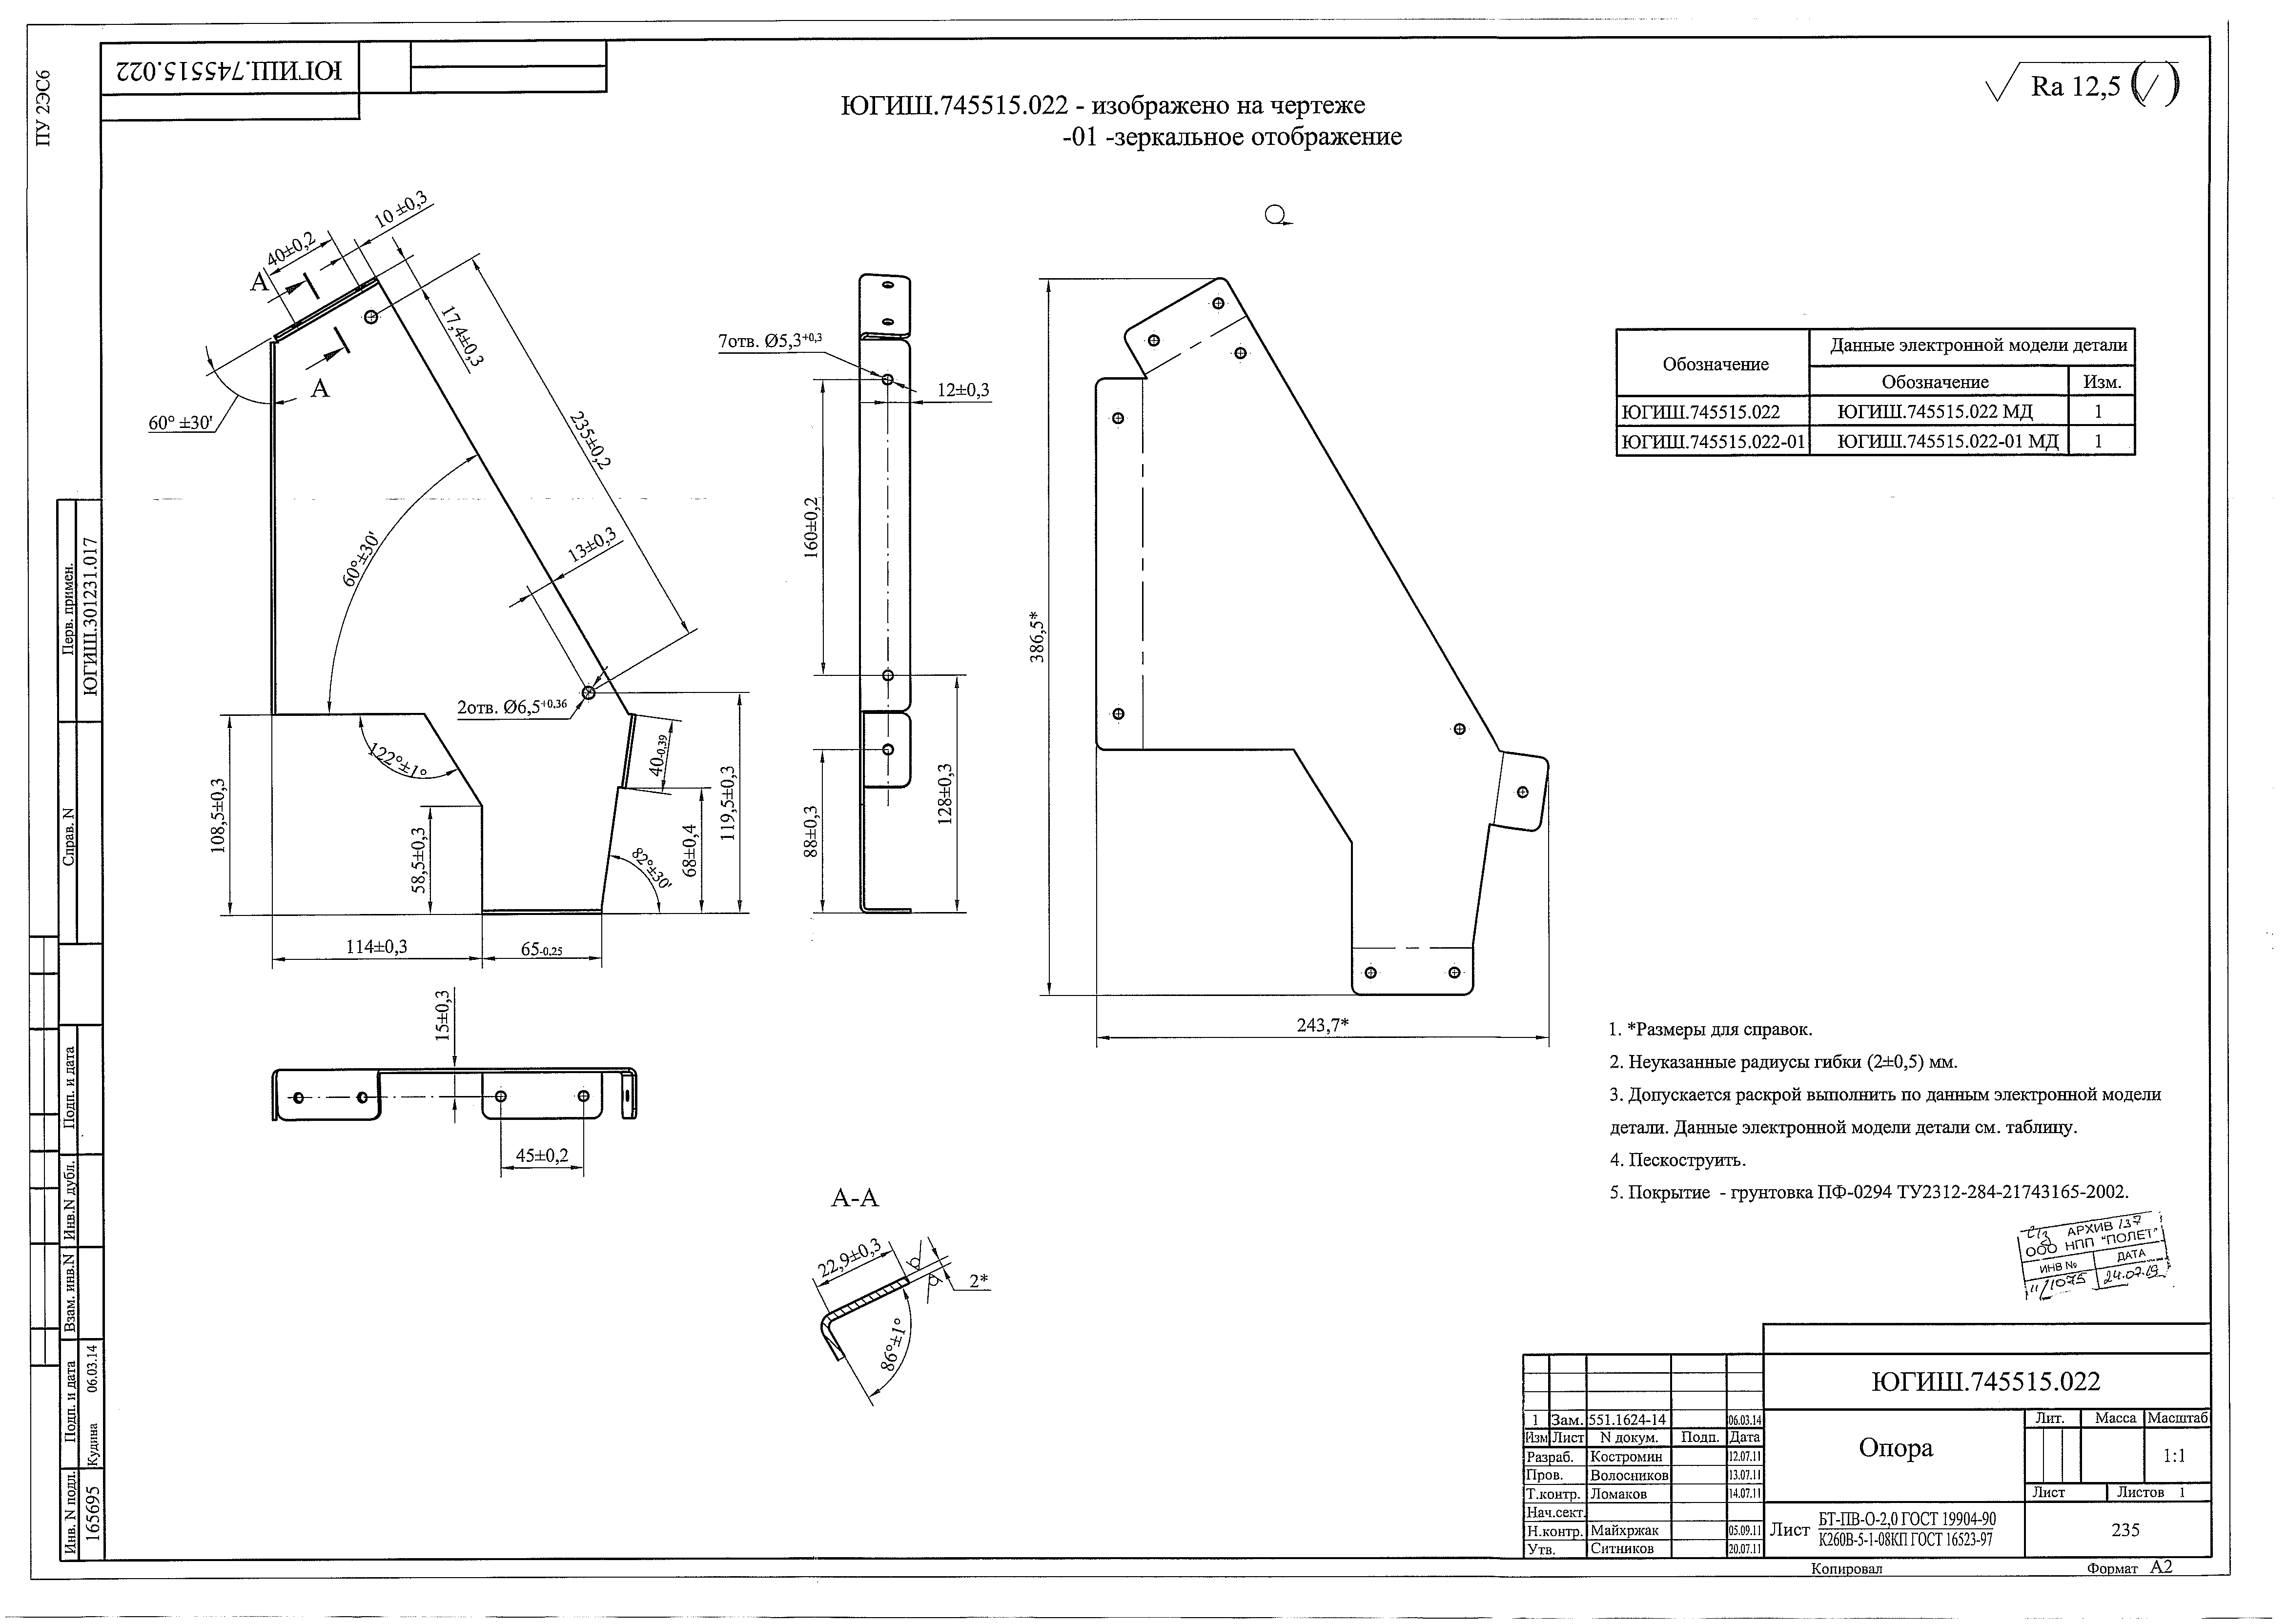 ПУ 2ЭС6
ЮГИШ.745515.022
ЮГИШ.745515.022 - изображено на чертеже
-01 -зеркальное отображение
Ra 12,5
40±0,2
10 ±0,3
А
А
17,4±0,3
60° ±30'
235±0,2
60°±30'
13±0,3
2отв. Ø6,5+0,36
122°±1°
40-0,39
108,5±0,3
58,5±0,3
82°±30'
68±0,4
119,5±0,3
114±0,3
65-0,25
7отв. Ø5,3+0,3
12±0,3
160±0,2
88±0,3
128±0,3
386,5*
243,7*
15±0,3
45±0,2
А-А
22,9±0,3
2*
86°±1°
Обозначение
Данные электронной модели детали
Обозначение
Изм.
ЮГИШ.745515.022
ЮГИШ.745515.022 МД
1
ЮГИШ.745515.022-01
ЮГИШ.745515.022-01 МД
1
1. *Размеры для справок.
2. Неуказанные радиусы гибки (2±0,5) мм.
3. Допускается раскрой выполнить по данным электронной модели
детали. Данные электронной модели детали см. таблицу.
4. Пескоструить.
5. Покрытие - грунтовка ПФ-0294 ТУ2312-284-21743165-2002.
АРХИВ 137
ООО НПП "ПОЛЕТ"
ИНВ № ДАТА
11075 24.07.19
Перв. примен.
ЮГИШ.301231.017
Справ. N
Подп. и дата
Инв.N дубл.
Взам. инв.N
Подп. и дата
Кудина 06.03.14
Инв. N подл.
165695
1 Зам. 551.1624-14 06.03.14
Изм Лист N докум. Подп. Дата
Разраб. Костромин 12.07.11
Пров. Волосников 13.07.11
Т.контр. Ломаков 14.07.11
Нач.сект.
Н.контр. Майхржак 05.09.11
Утв. Ситников 20.07.11
ЮГИШ.745515.022
Опора
Лит. Масса Масштаб
1:1
Лист Листов 1
Лист
БТ-ПВ-О-2,0 ГОСТ 19904-90
К260В-5-1-08КП ГОСТ 16523-97
235
Копировал Формат А2